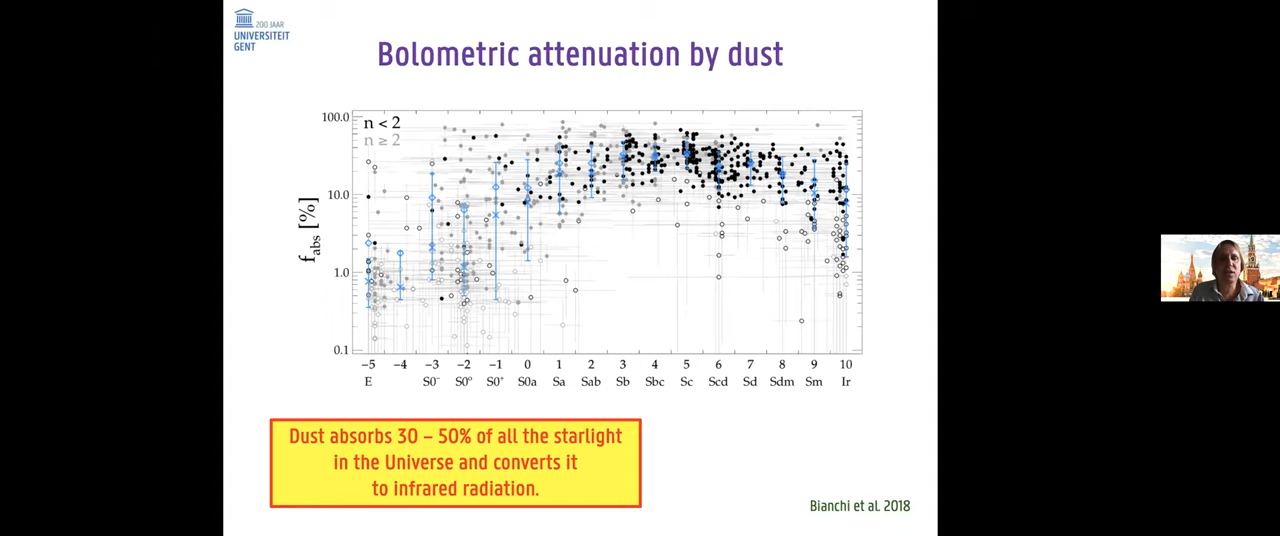 200 JAAR
UNIVERSITEIT
GENT
Bolometric attenuation by dust
n < 2
n ≥ 2
100.0
10.0
1.0
0.1
f_abs [%]
−5 −4 −3 −2 −1 0 1 2 3 4 5 6 7 8 9 10
E S0⁻ S0° S0⁺ S0a Sa Sab Sb Sbc Sc Scd Sd Sdm Sm Ir
Dust absorbs 30 – 50% of all the starlight
in the Universe and converts it
to infrared radiation.
Bianchi et al. 2018